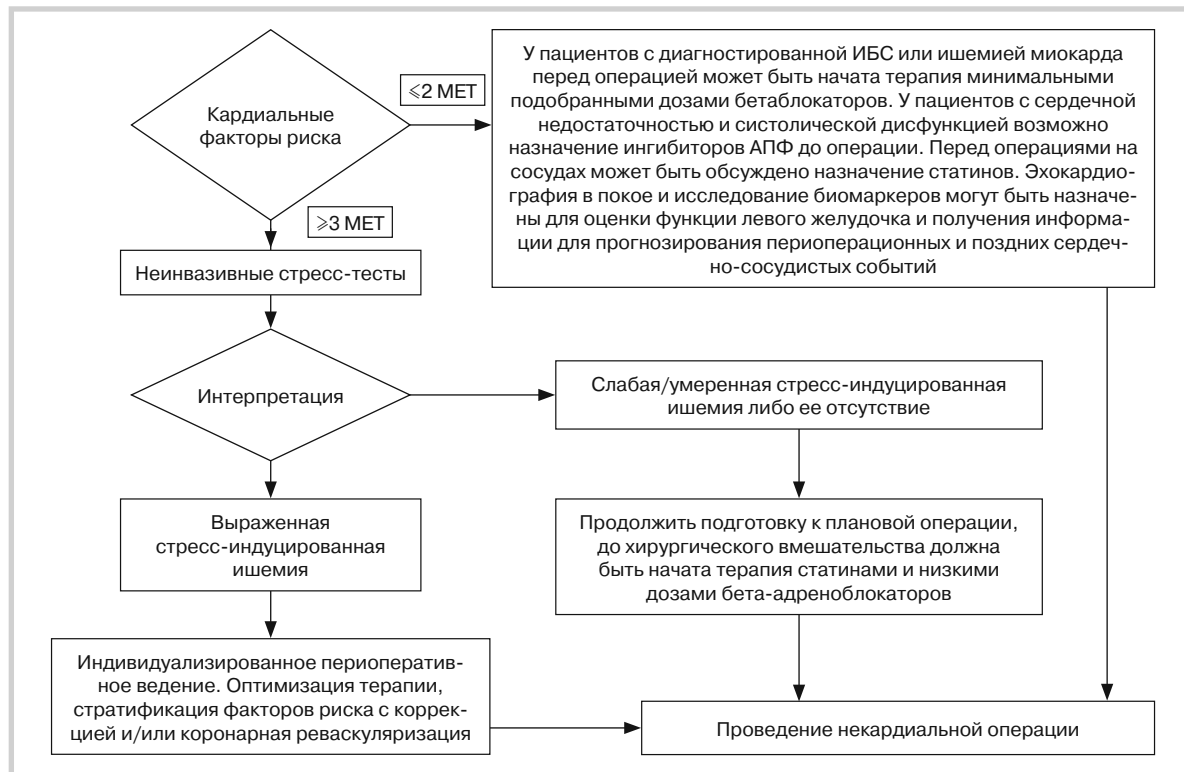 Кардиальные
факторы риска
⩽2 МЕТ
У пациентов с диагностированной ИБС или ишемией миокарда
перед операцией может быть начата терапия минимальными
подобранными дозами бетаблокаторов. У пациентов с сердечной
недостаточностью и систолической дисфункцией возможно
назначение ингибиторов АПФ до операции. Перед операциями на
сосудах может быть обсуждено назначение статинов. Эхокардио-
графия в покое и исследование биомаркеров могут быть назначе-
ны для оценки функции левого желудочка и получения информа-
ции для прогнозирования периоперационных и поздних сердеч-
но-сосудистых событий
⩾3 МЕТ
Неинвазивные стресс-тесты
Интерпретация
Слабая/умеренная стресс-индуцированная
ишемия либо ее отсутствие
Выраженная
стресс-индуцированная
ишемия
Продолжить подготовку к плановой операции,
до хирургического вмешательства должна
быть начата терапия статинами и низкими
дозами бета-адреноблокаторов
Индивидуализированное периоператив-
ное ведение. Оптимизация терапии,
стратификация факторов риска с коррек-
цией и/или коронарная реваскуляризация
Проведение некардиальной операции